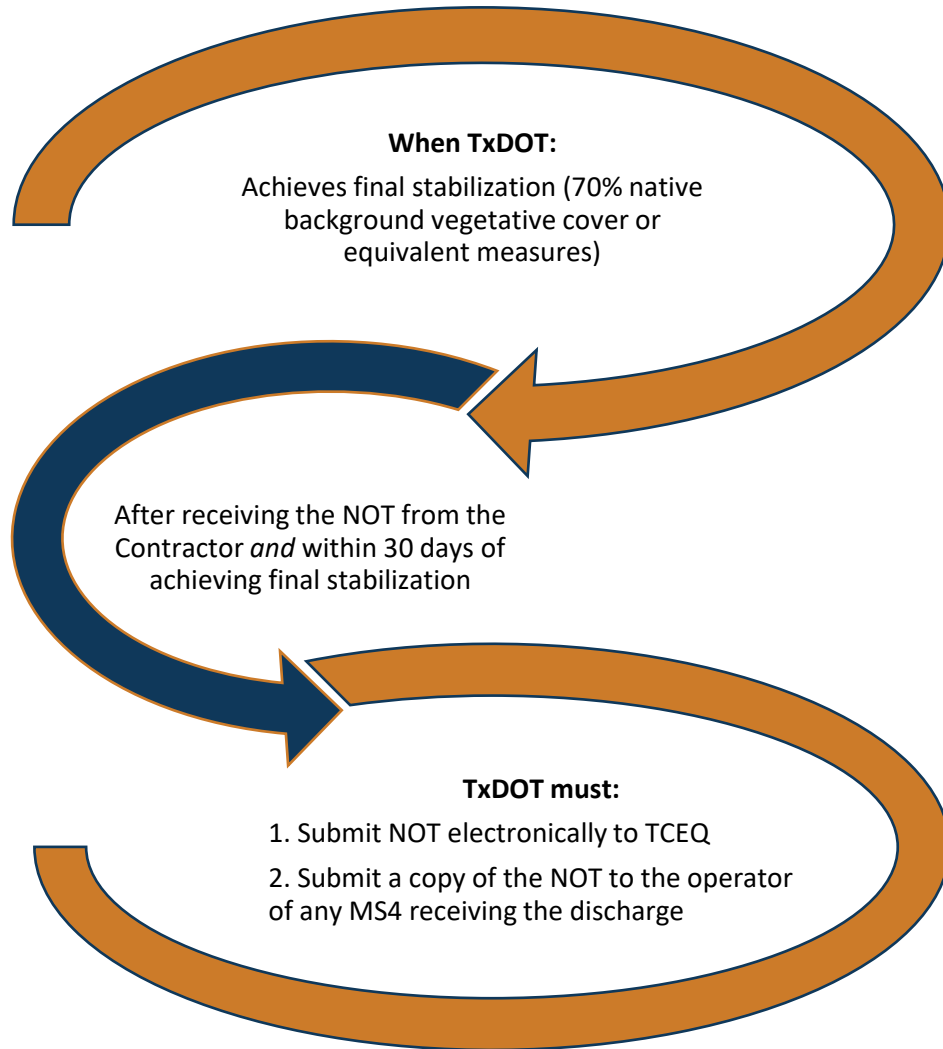 When TxDOT:
Achieves final stabilization (70% native
background vegetative cover or
equivalent measures)
After receiving the NOT from the
Contractor and within 30 days of
achieving final stabilization
TxDOT must:
1. Submit NOT electronically to TCEQ
2. Submit a copy of the NOT to the operator
of any MS4 receiving the discharge